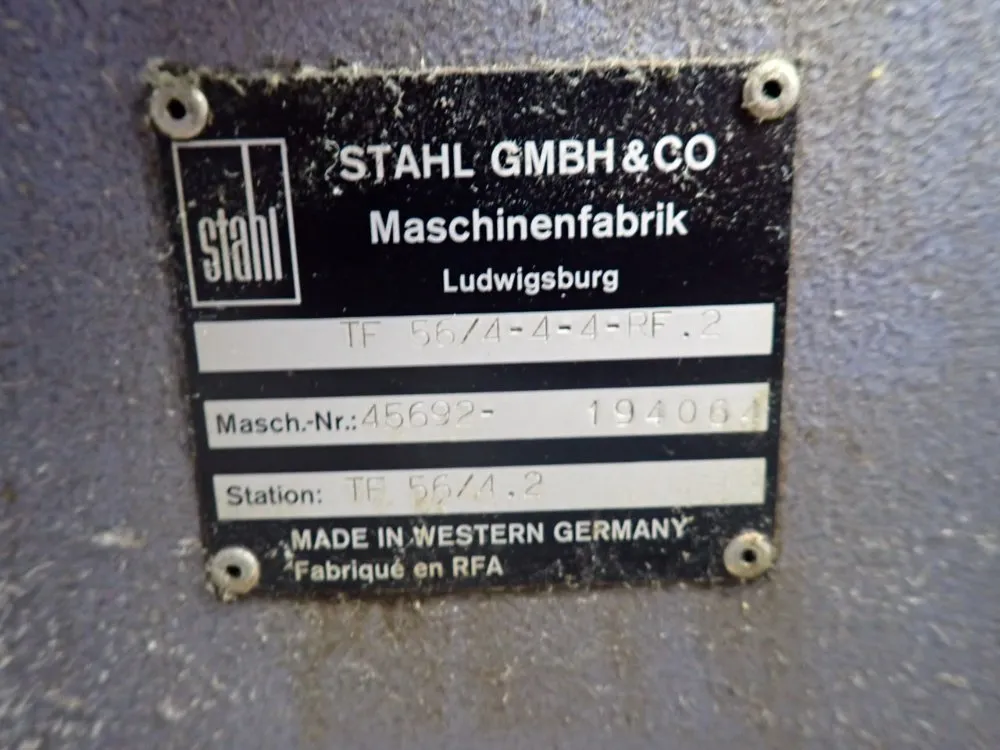 stahl
STAHL GMBH & CO
Maschinenfabrik
Ludwigsburg
TF 56/4-4-4-RF.2
Masch.-Nr.: 45692- 194064
Station: TF 56/4.2
MADE IN WESTERN GERMANY
Fabriqué en RFA